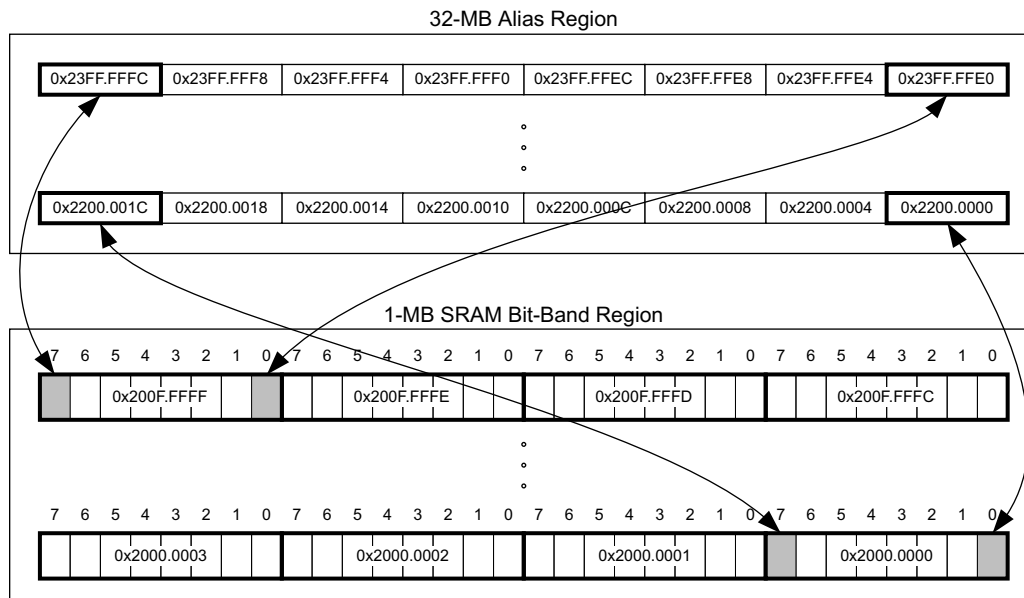 32-MB Alias Region
0x23FF.FFFC 0x23FF.FFF8 0x23FF.FFF4 0x23FF.FFF0 0x23FF.FFEC 0x23FF.FFE8 0x23FF.FFE4 0x23FF.FFE0
0x2200.001C 0x2200.0018 0x2200.0014 0x2200.0010 0x2200.000C 0x2200.0008 0x2200.0004 0x2200.0000
1-MB SRAM Bit-Band Region
7 6 5 4 3 2 1 0 7 6 5 4 3 2 1 0 7 6 5 4 3 2 1 0 7 6 5 4 3 2 1 0
0x200F.FFFF 0x200F.FFFE 0x200F.FFFD 0x200F.FFFC
7 6 5 4 3 2 1 0 7 6 5 4 3 2 1 0 7 6 5 4 3 2 1 0 7 6 5 4 3 2 1 0
0x2000.0003 0x2000.0002 0x2000.0001 0x2000.0000